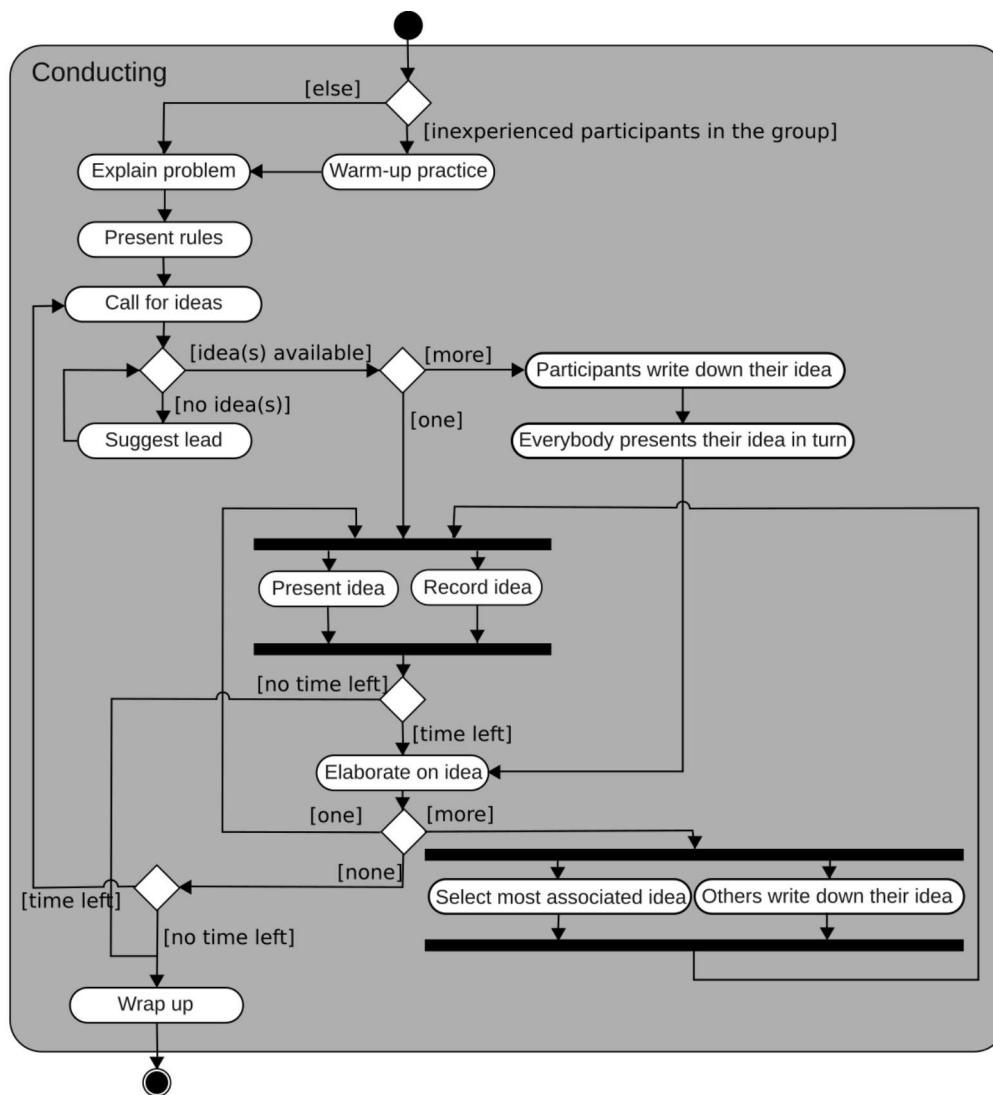 Conducting
[else]
[inexperienced participants in the group]
Explain problem
Warm-up practice
Present rules
Call for ideas
[idea(s) available]
[more]
Participants write down their idea
[no idea(s)]
[one]
Suggest lead
Everybody presents their idea in turn
Present idea
Record idea
[no time left]
[time left]
Elaborate on idea
[one]
[more]
[none]
[time left]
Select most associated idea
Others write down their idea
[no time left]
Wrap up